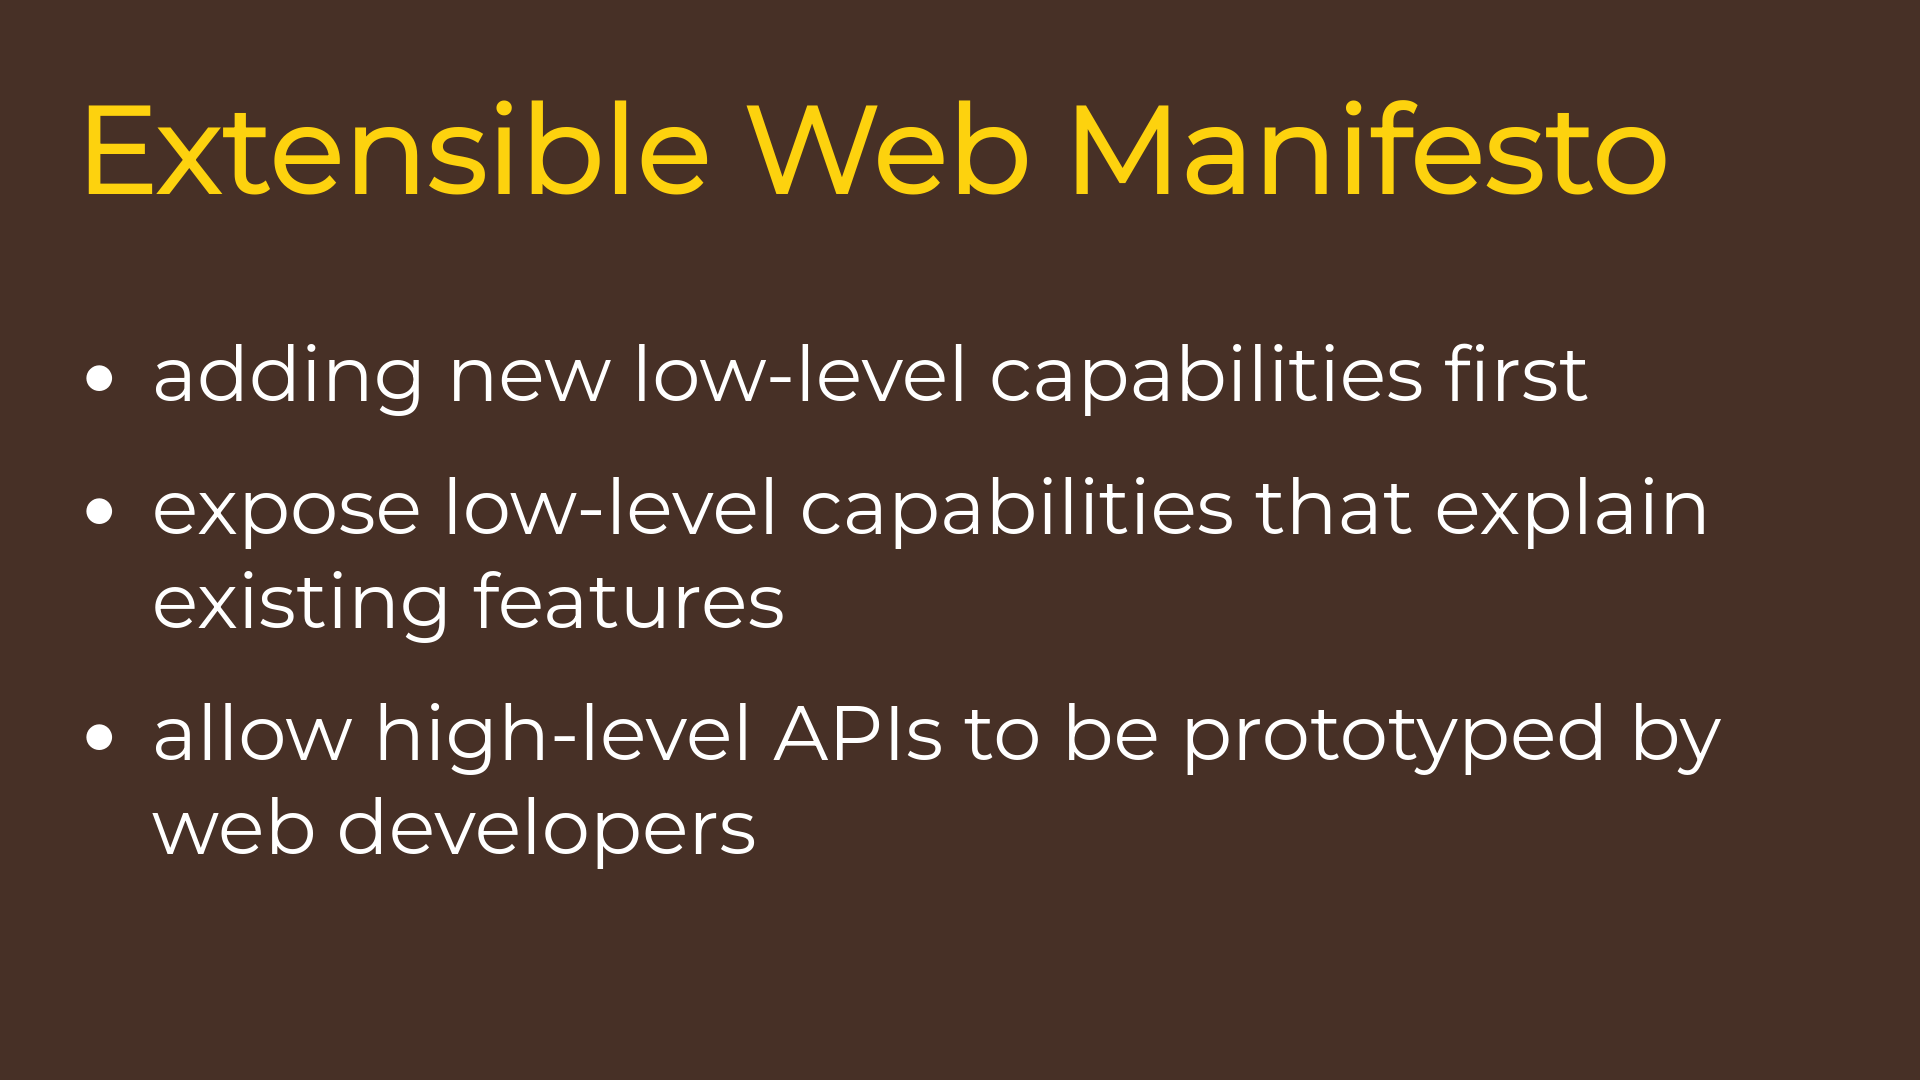 Extensible Web Manifesto
• adding new low-level capabilities first
• expose low-level capabilities that explain
existing features
• allow high-level APIs to be prototyped by
web developers